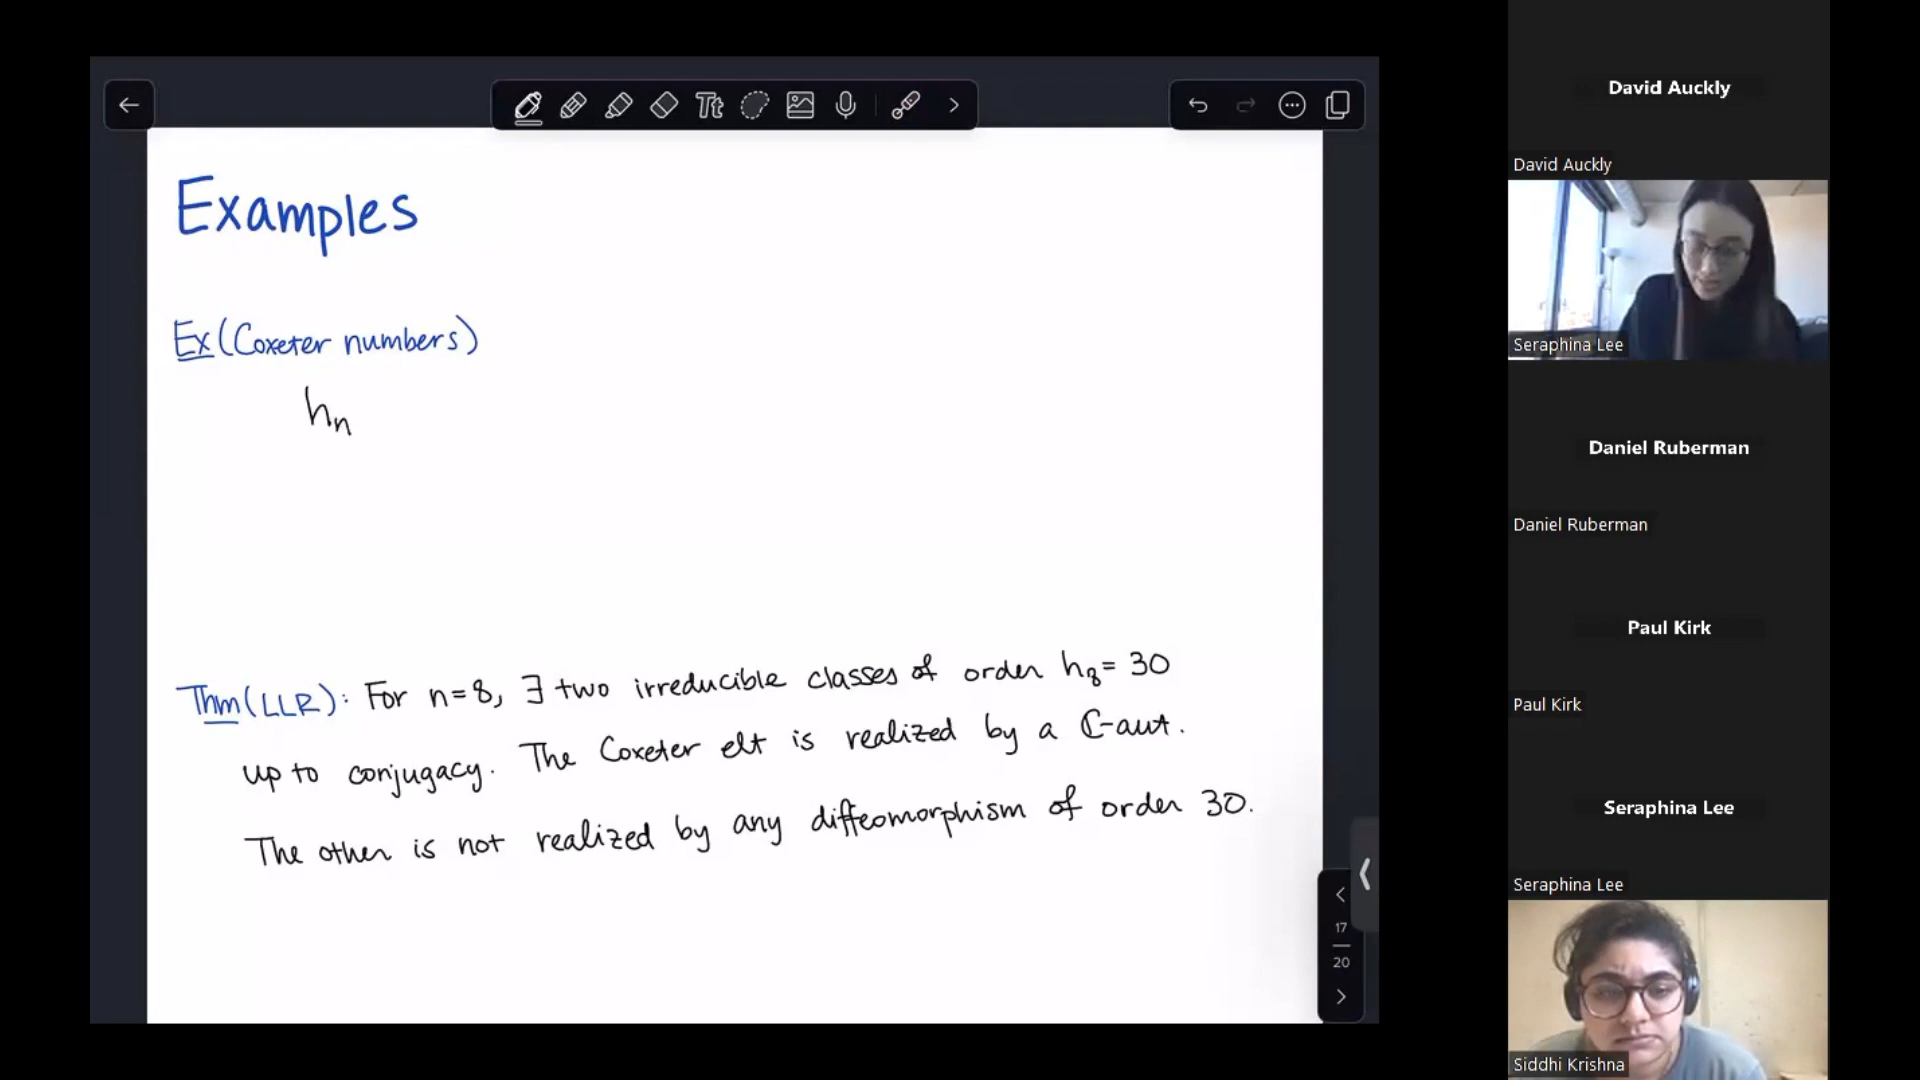 Examples
Ex (Coxeter numbers)
hn
Thm (LLR): For n=8, ∃ two irreducible classes of order h8 = 30
up to conjugacy. The Coxeter elt is realized by a ℂ-aut.
The other is not realized by any diffeomorphism of order 30.
Tt
17
20
David Auckly
David Auckly
Seraphina Lee
Daniel Ruberman
Daniel Ruberman
Paul Kirk
Paul Kirk
Seraphina Lee
Seraphina Lee
Siddhi Krishna